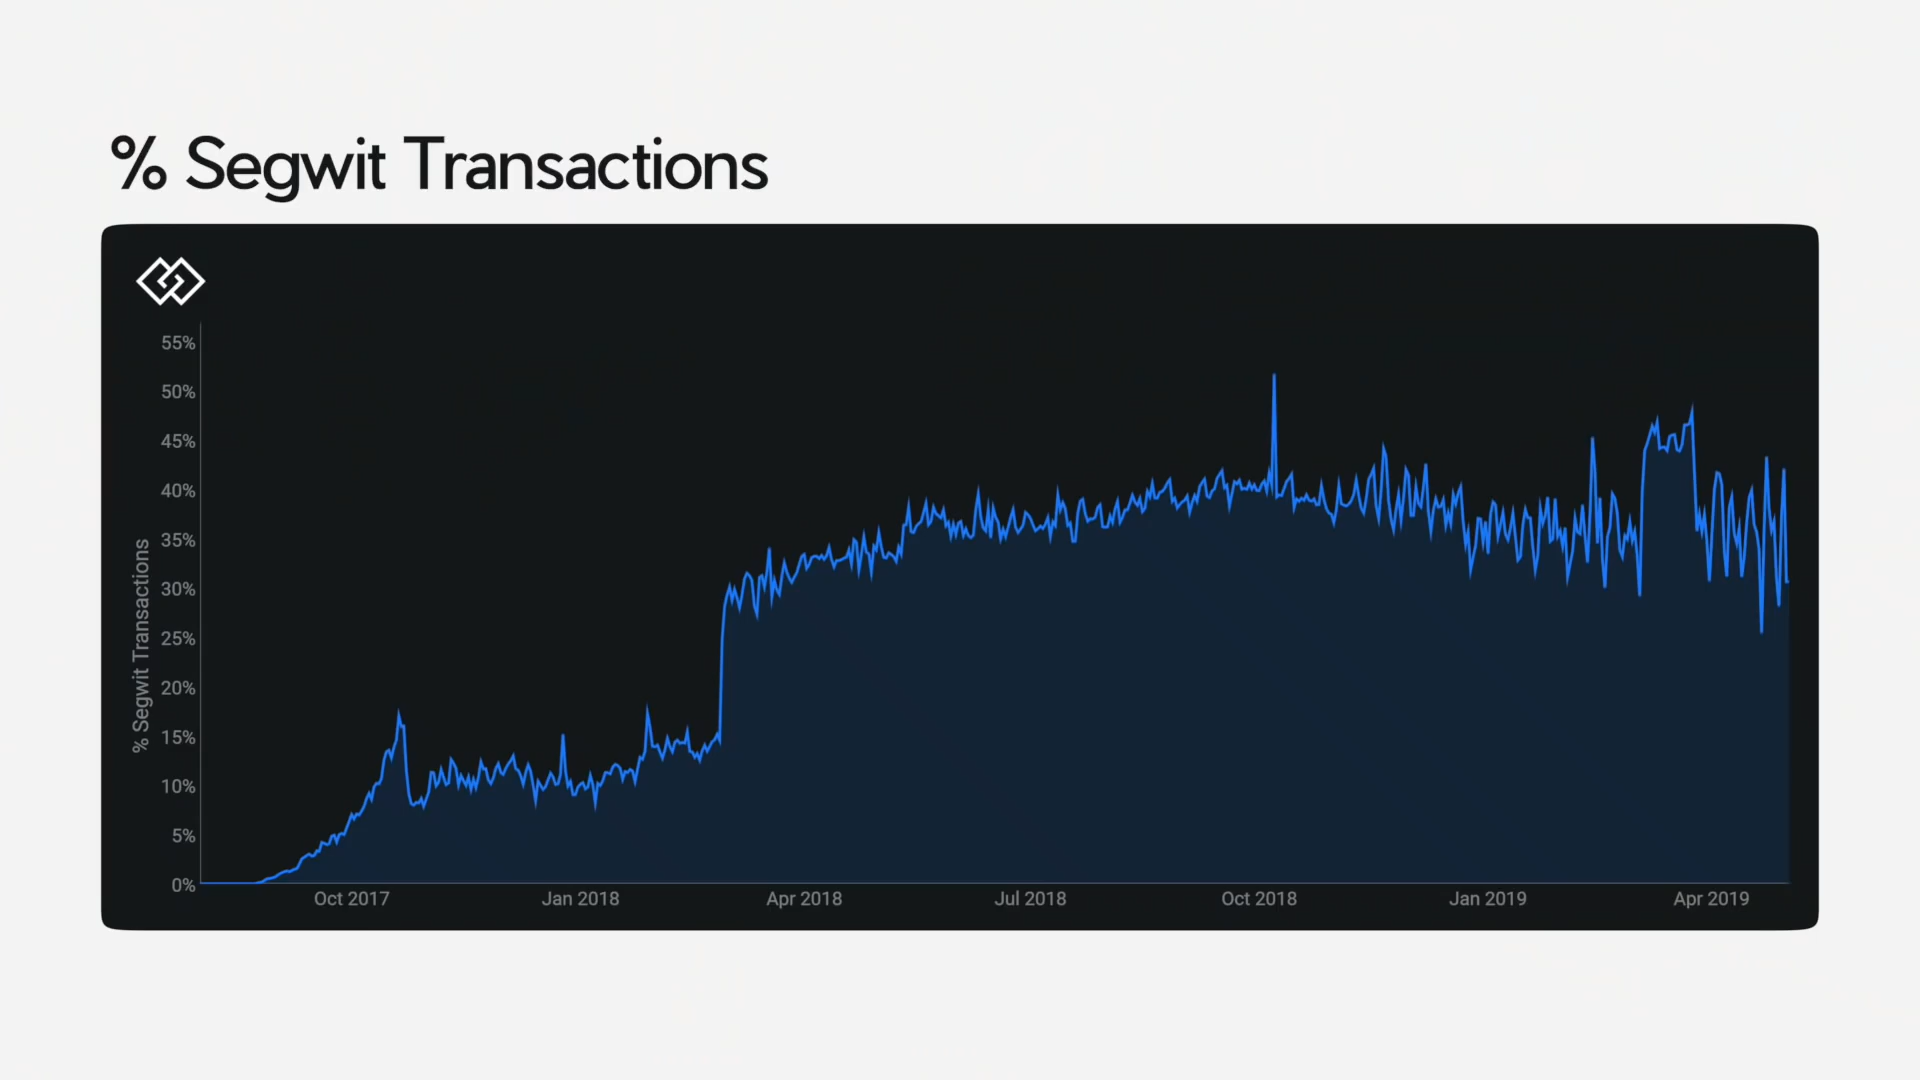 % Segwit Transactions
55%
50%
45%
40%
35%
30%
25%
20%
15%
10%
5%
0%
% Segwit Transactions
Oct 2017
Jan 2018
Apr 2018
Jul 2018
Oct 2018
Jan 2019
Apr 2019